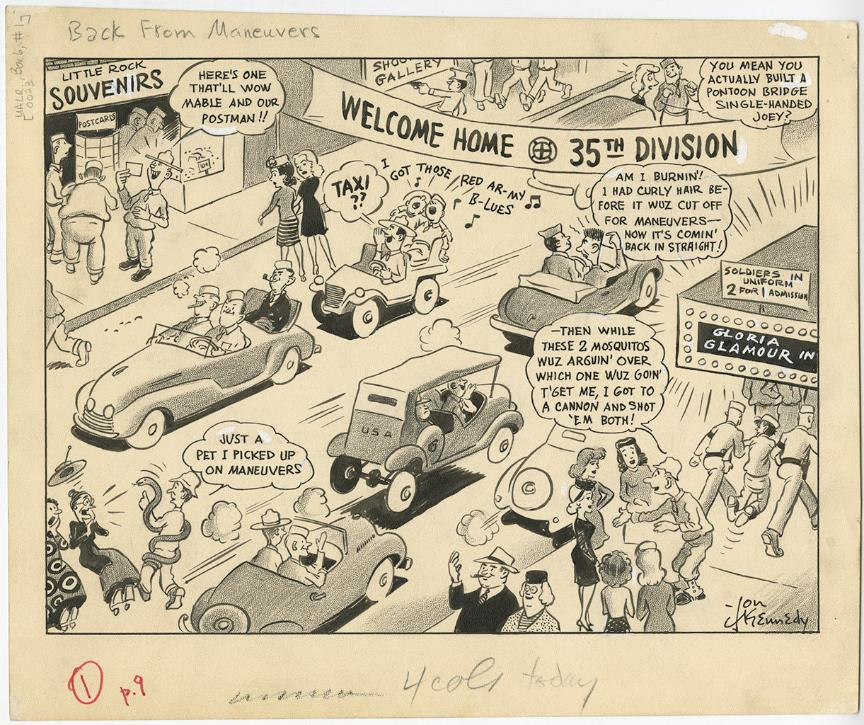 Back From Maneuvers
UALR, Box 6, #17
LITTLE ROCK
SOUVENIRS
POSTCARDS
HERE'S ONE
THAT'LL WOW
MABLE AND OUR
POSTMAN !!
SHOO
GALLERY
YOU MEAN YOU
ACTUALLY BUILT A
PONTOON BRIDGE
SINGLE-HANDED
JOEY?
WELCOME HOME 35TH DIVISION
TAXI
??
I GOT THOSE RED AR-MY
B-LUES
AM I BURNIN'!
I HAD CURLY HAIR BE-
FORE IT WUZ CUT OFF
FOR MANEUVERS—
NOW IT'S COMIN'
BACK IN STRAIGHT!
SOLDIERS IN
UNIFORM
2 FOR 1 ADMISSION
GLORIA
GLAMOUR IN
—THEN WHILE
THESE 2 MOSQUITOS
WUZ ARGUIN' OVER
WHICH ONE WUZ GOIN'
T'GET ME, I GOT TO
A CANNON AND SHOT
'EM BOTH!
USA
JUST A
PET I PICKED UP
ON MANEUVERS
Jon
Kennedy
1 p.9
4 cols today